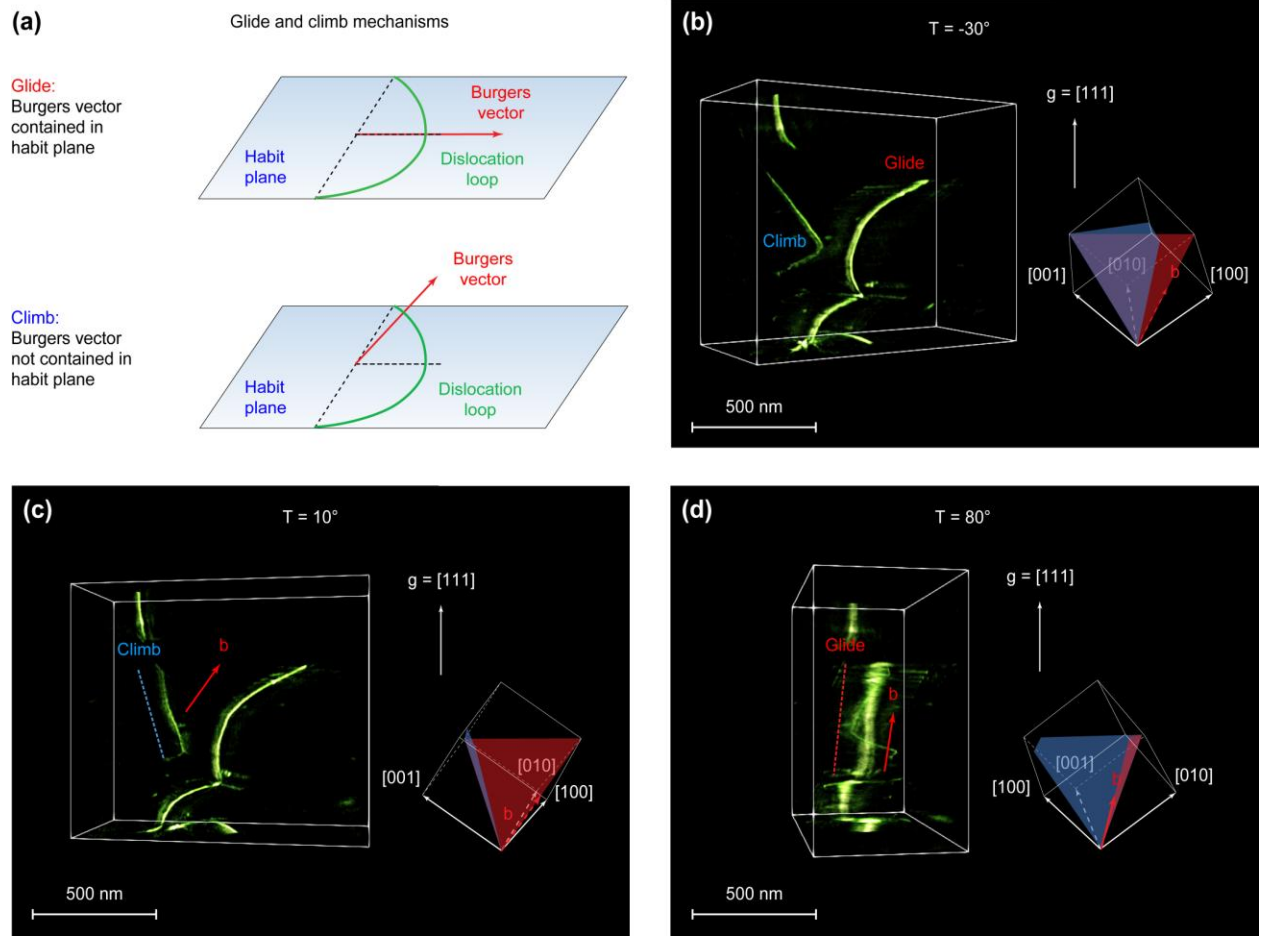 (a)
Glide and climb mechanisms
Glide:
Burgers vector
contained in
habit plane
Burgers
vector
Habit
plane
Dislocation
loop
Climb:
Burgers vector
not contained in
habit plane
Burgers
vector
Habit
plane
Dislocation
loop
(b)
T = -30°
g = [111]
Glide
Climb
[001]
[010]
b
[100]
500 nm
(c)
T = 10°
g = [111]
Climb
b
[001]
[010]
[100]
b
500 nm
(d)
T = 80°
g = [111]
Glide
b
[100]
[001]
b
[010]
500 nm